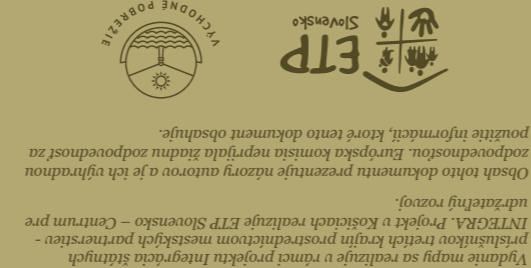 Vydanie mapy sa realizuje v rámci projektu Integrácia štátnych
príslušníkov tretích krajín prostredníctvom mestských partnerstiev -
INTEGRA. Projekt v Košiciach realizuje ETP Slovensko – Centrum pre
udržateľný rozvoj.
Obsah tohto dokumentu prezentuje názory autorov a je ich výhradnou
zodpovednosťou. Európska komisia neprijala žiadnu zodpovednosť za
použitie informácií, ktoré tento dokument obsahuje.
ETP
Slovensko
VÝCHODNÉ POBREŽIE